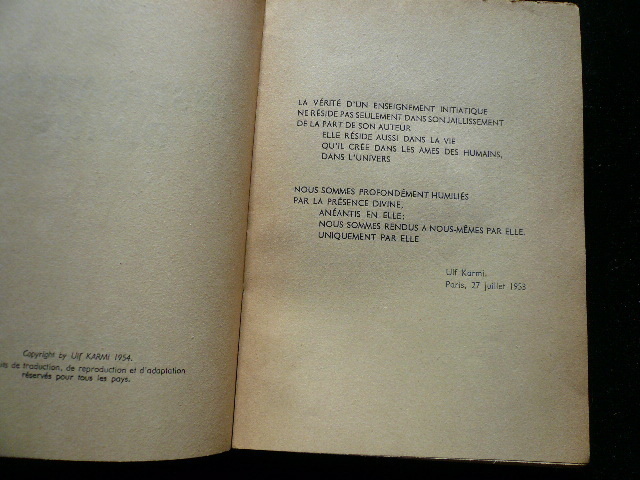 Copyright by Ulf KARMI 1954.
de traduction, de reproduction et d'adaptation
réservés pour tous les pays.
LA VÉRITÉ D'UN ENSEIGNEMENT INITIATIQUE
NE RÉSIDE PAS SEULEMENT DANS SON JAILLISSEMENT
DE LA PART DE SON AUTEUR
ELLE RÉSIDE AUSSI DANS LA VIE
QU'IL CRÉE DANS LES AMES DES HUMAINS,
DANS L'UNIVERS
NOUS SOMMES PROFONDÉMENT HUMILIÉS
PAR LA PRÉSENCE DIVINE,
ANÉANTIS EN ELLE;
NOUS SOMMES RENDUS A NOUS-MÊMES PAR ELLE.
UNIQUEMENT PAR ELLE
Ulf Karmi.
Paris, 27 juillet